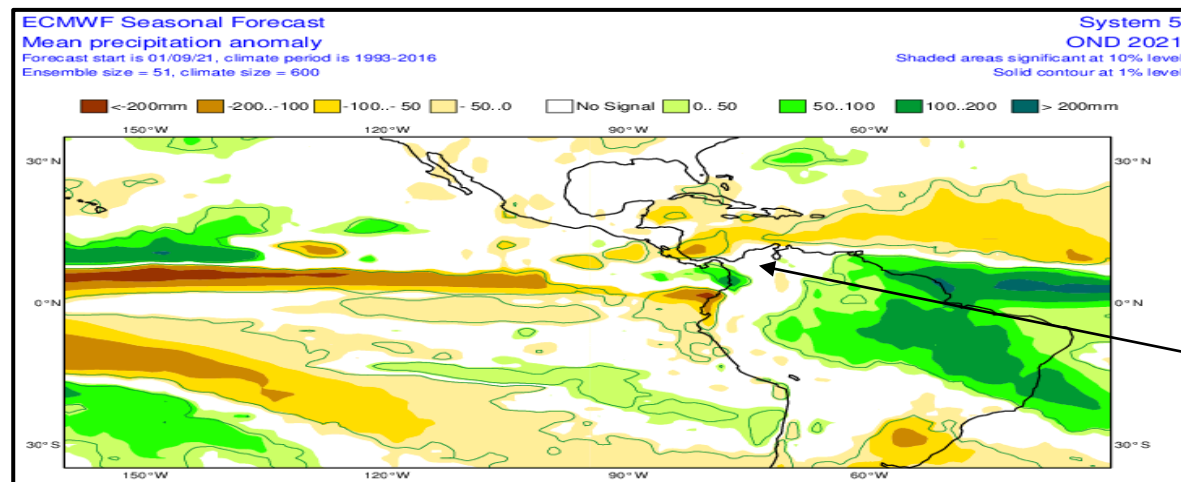 ECMWF Seasonal Forecast System 5
Mean precipitation anomaly OND 2021
Forecast start is 01/09/21, climate period is 1993-2016 Shaded areas significant at 10% level
Ensemble size = 51, climate size = 600 Solid contour at 1% level
<-200mm -200..-100 -100..- 50 - 50..0 No Signal 0.. 50 50..100 100..200 > 200mm
150°W 120°W 90°W 60°W
30°N 30°N
0°N 0°N
30°S 30°S
150°W 120°W 90°W 60°W